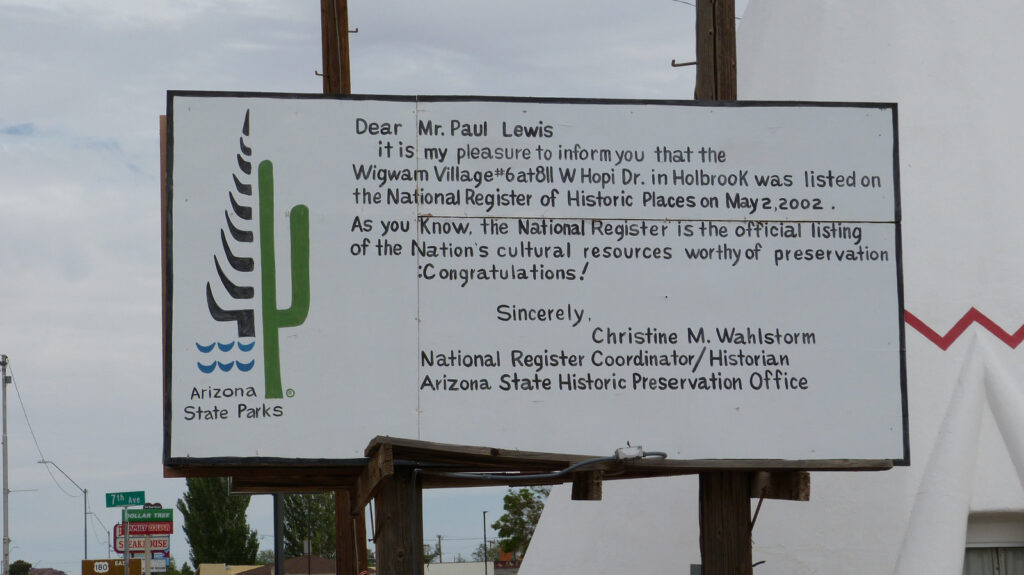 Dear Mr. Paul Lewis
it is my pleasure to inform you that the
Wigwam Village #6 at 811 W Hopi Dr. in Holbrook was listed on
the National Register of Historic Places on May 2, 2002.
As you Know, the National Register is the official listing
of the Nation's cultural resources worthy of preservation
:Congratulations!
Sincerely,
Christine M. Wahlstorm
National Register Coordinator/Historian
Arizona State Historic Preservation Office
Arizona
State Parks
®
7th Ave
DOLLAR TREE
STEAKHOUSE
180
EAST